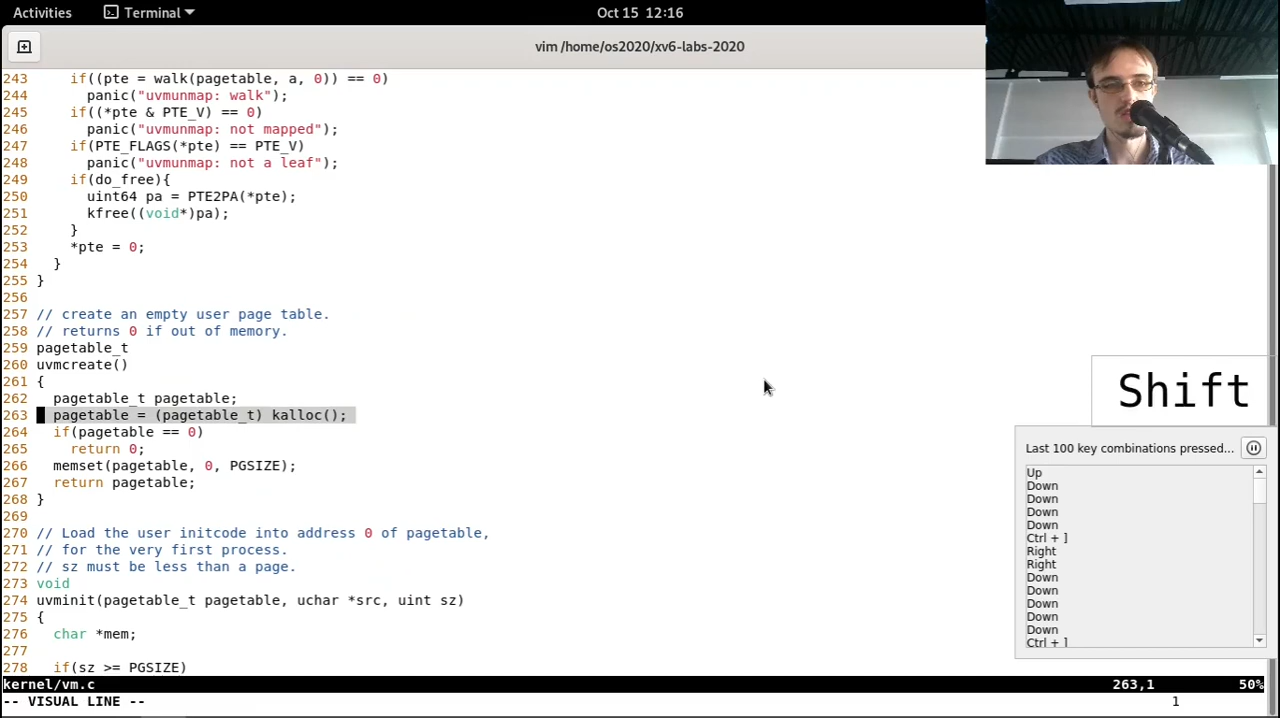 Activities Terminal Oct 15 12:16
vim /home/os2020/xv6-labs-2020
243 if((pte = walk(pagetable, a, 0)) == 0)
244 panic("uvmunmap: walk");
245 if((*pte & PTE_V) == 0)
246 panic("uvmunmap: not mapped");
247 if(PTE_FLAGS(*pte) == PTE_V)
248 panic("uvmunmap: not a leaf");
249 if(do_free){
250 uint64 pa = PTE2PA(*pte);
251 kfree((void*)pa);
252 }
253 *pte = 0;
254 }
255 }
256
257 // create an empty user page table.
258 // returns 0 if out of memory.
259 pagetable_t
260 uvmcreate()
261 {
262 pagetable_t pagetable;
263 pagetable = (pagetable_t) kalloc();
264 if(pagetable == 0)
265 return 0;
266 memset(pagetable, 0, PGSIZE);
267 return pagetable;
268 }
269
270 // Load the user initcode into address 0 of pagetable,
271 // for the very first process.
272 // sz must be less than a page.
273 void
274 uvminit(pagetable_t pagetable, uchar *src, uint sz)
275 {
276 char *mem;
277
278 if(sz >= PGSIZE)
kernel/vm.c 263,1 50%
-- VISUAL LINE -- 1
Shift
Last 100 key combinations pressed...
Up
Down
Down
Down
Down
Ctrl + ]
Right
Right
Down
Down
Down
Down
Down
Ctrl + ]